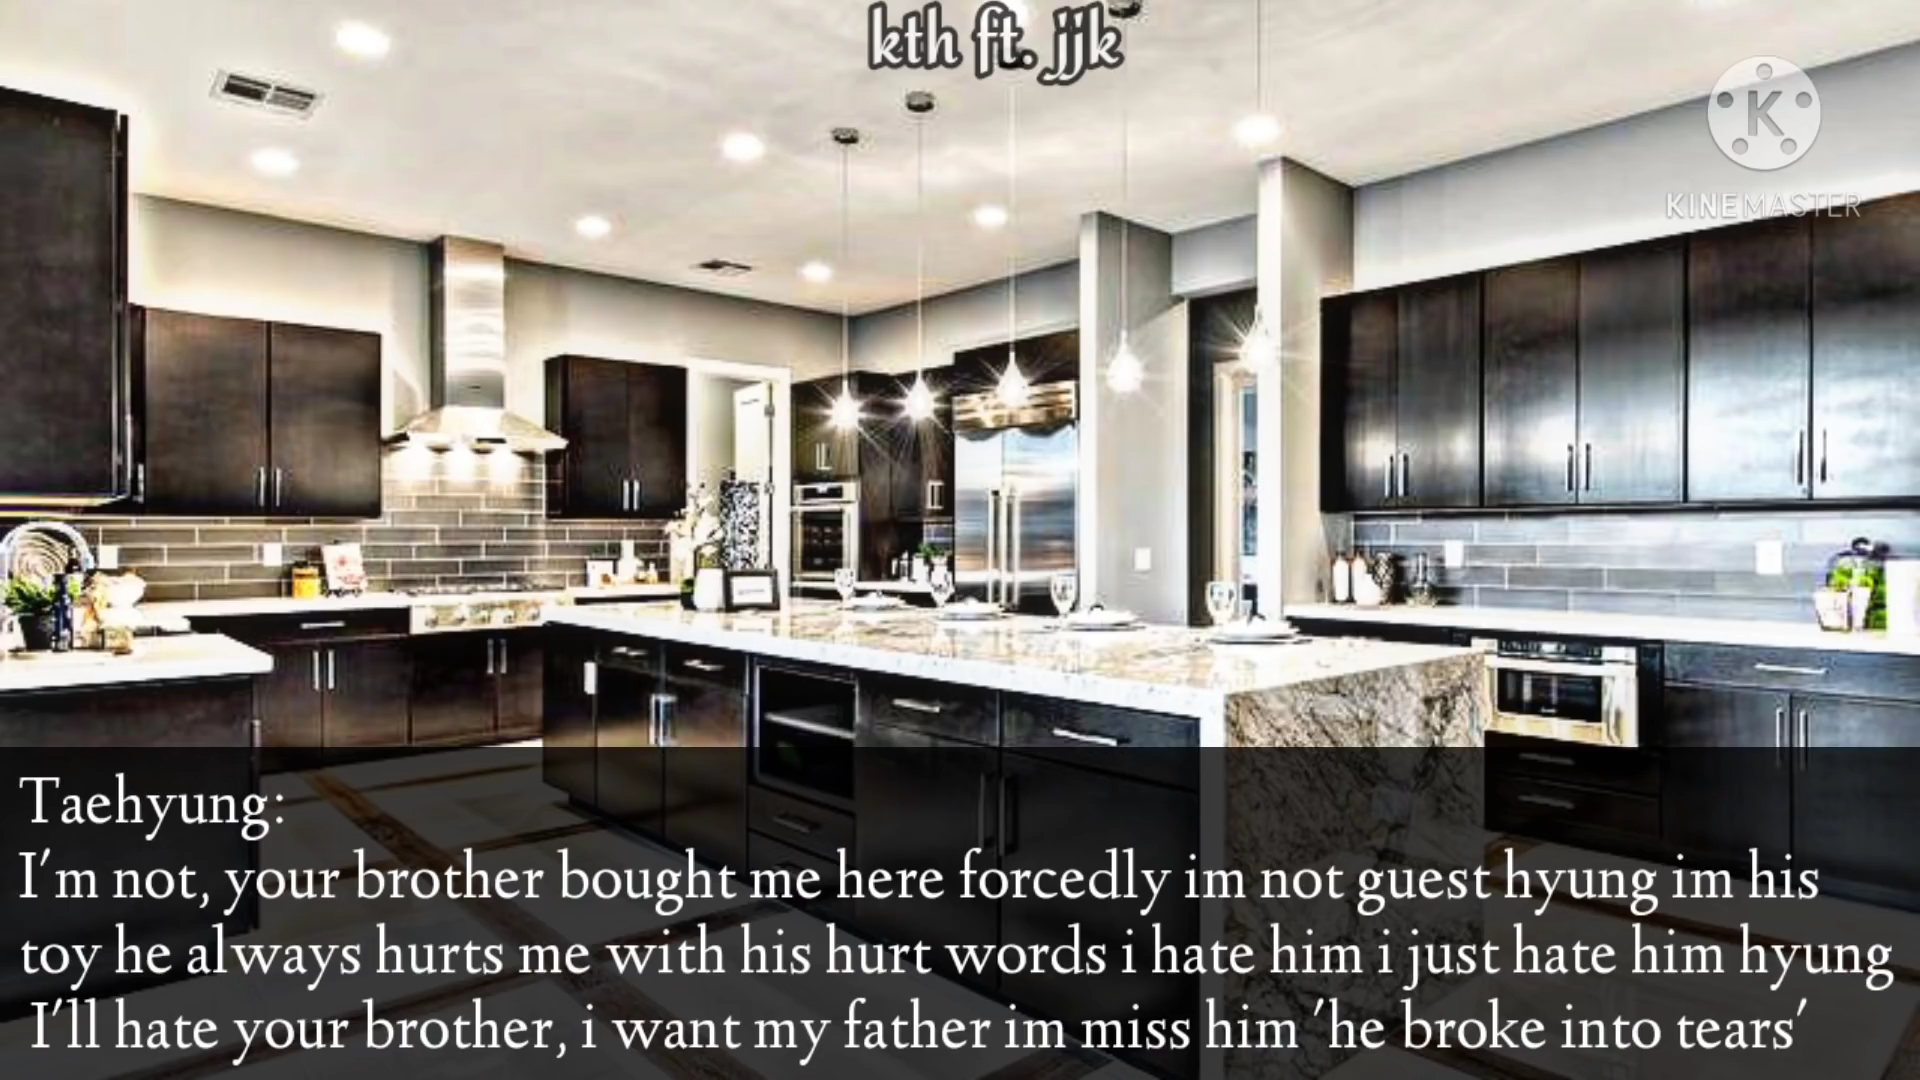 kth ft. jjk
K
KINEMASTER
Taehyung:
I'm not, your brother bought me here forcedly im not guest hyung im his
toy he always hurts me with his hurt words i hate him i just hate him hyung
I'll hate your brother, i want my father im miss him 'he broke into tears'